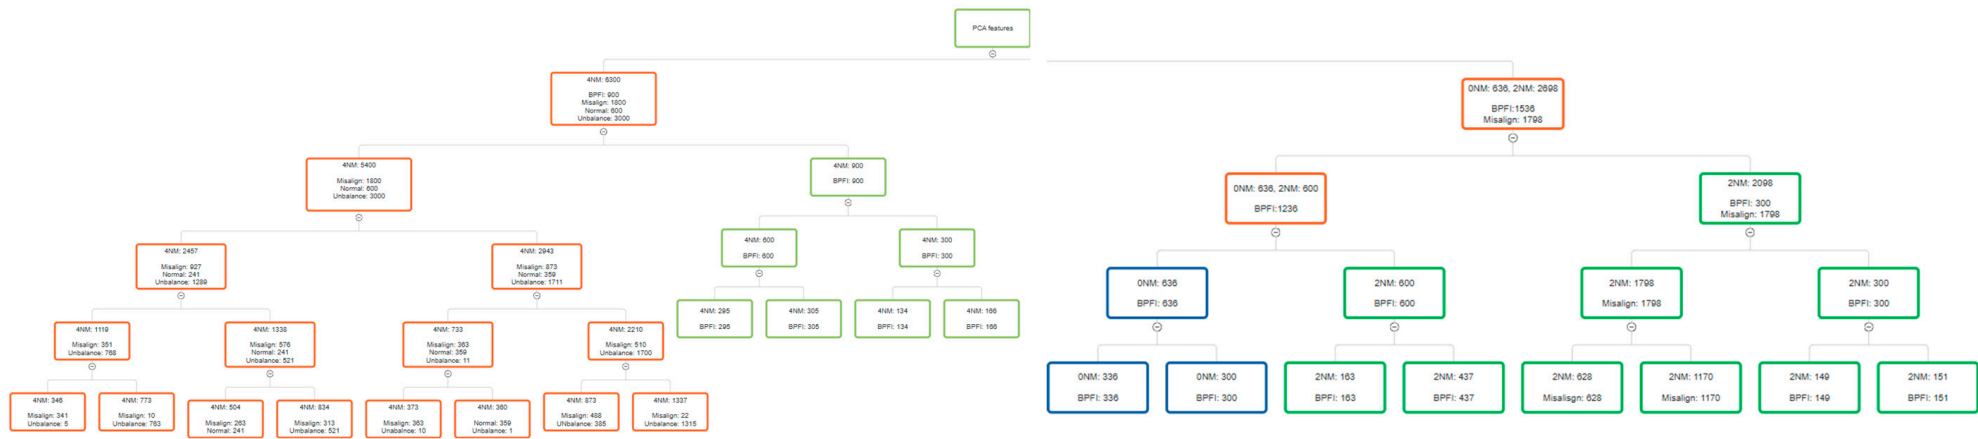 PCA features
4NM: 6300
BPFI: 900
Misalign: 1800
Normal: 600
Unbalance: 3000
0NM: 636, 2NM: 2698
BPFI:1536
Misalign: 1798
4NM: 5400
Misalign: 1800
Normal: 600
Unbalance: 3000
4NM: 900
BPFI: 900
0NM: 636, 2NM: 600
BPFI:1236
2NM: 2098
BPFI: 300
Misalign: 1798
4NM: 2457
Misalign: 927
Normal: 241
Unbalance: 1289
4NM: 2943
Misalign: 873
Normal: 359
Unbalance: 1711
4NM: 600
BPFI: 600
4NM: 300
BPFI: 300
0NM: 636
BPFI: 636
2NM: 600
BPFI: 600
2NM: 1798
Misalign: 1798
2NM: 300
BPFI: 300
4NM: 1119
Misalign: 351
Unbalance: 768
4NM: 1338
Misalign: 576
Normal: 241
Unbalance: 521
4NM: 733
Misalign: 363
Normal: 359
Unbalance: 11
4NM: 2210
Misalign: 510
Unbalance: 1700
4NM: 295
BPFI: 295
4NM: 305
BPFI: 305
4NM: 134
BPFI: 134
4NM: 166
BPFI: 166
0NM: 336
BPFI: 336
0NM: 300
BPFI: 300
2NM: 163
BPFI: 163
2NM: 437
BPFI: 437
2NM: 628
Misalisgn: 628
2NM: 1170
Misalign: 1170
2NM: 149
BPFI: 149
2NM: 151
BPFI: 151
4NM: 346
Misalign: 341
Unbalance: 5
4NM: 773
Misalign: 10
Unbalance: 763
4NM: 504
Misalign: 263
Normal: 241
4NM: 834
Misalign: 313
Umbalance: 521
4NM: 373
Misalign: 363
Unbalance: 10
4NM: 360
Normal: 359
Unbalance: 1
4NM: 873
Misalign: 488
UNbalance: 385
4NM: 1337
Misalign: 22
Unbalance: 1315